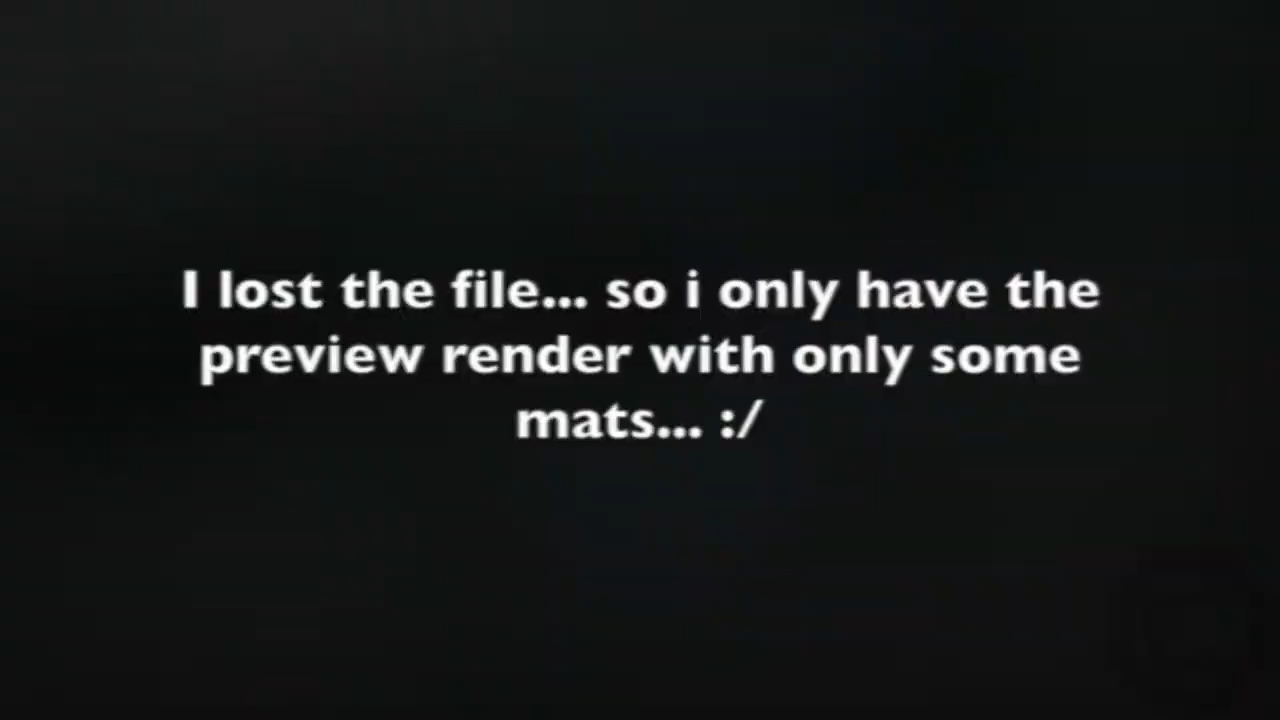 I lost the file... so i only have the
preview render with only some
mats... :/